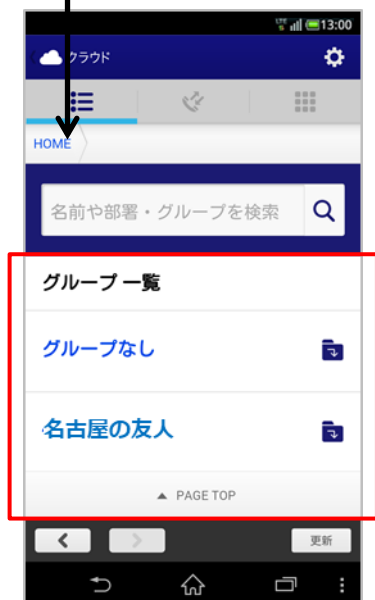 LTE 13:00
クラウド
HOME
名前や部署・グループを検索
グループ一覧
グループなし
名古屋の友人
▲ PAGE TOP
更新